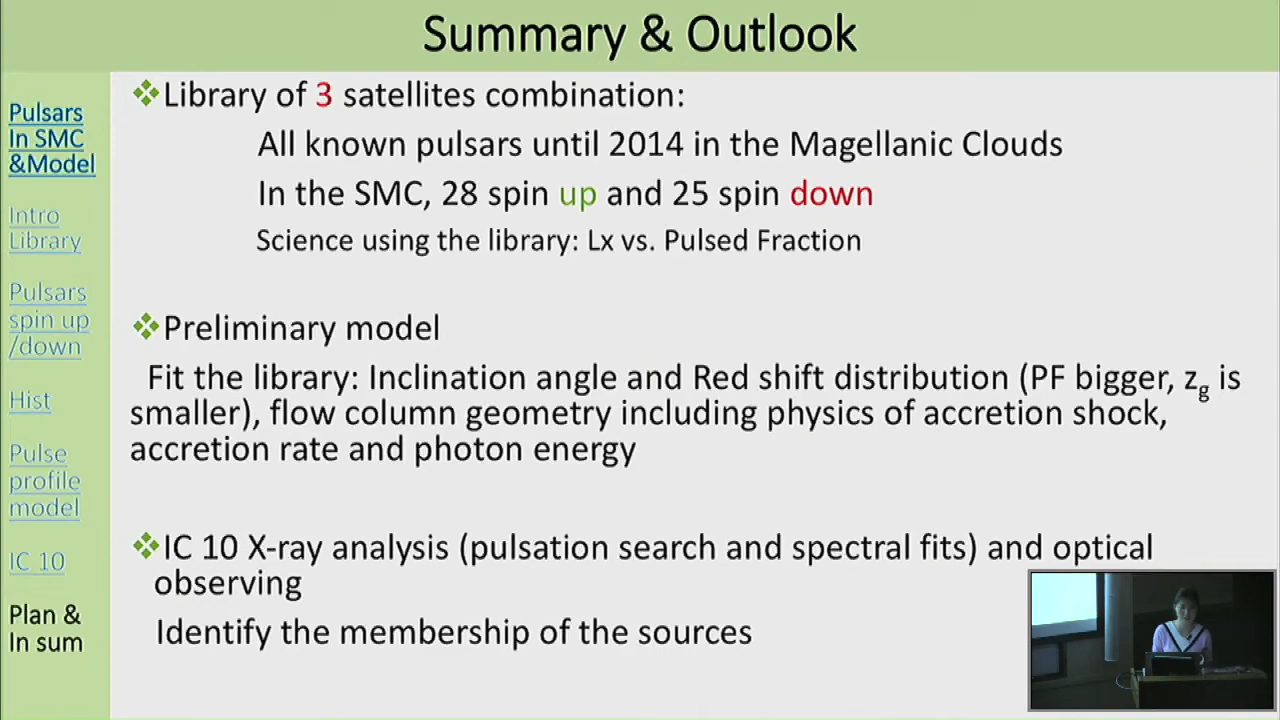 Summary & Outlook
Pulsars
In SMC
&Model
Intro
Library
Pulsars
spin up
/down
Hist
Pulse
profile
model
IC 10
Plan &
In sum
❖Library of 3 satellites combination:
All known pulsars until 2014 in the Magellanic Clouds
In the SMC, 28 spin up and 25 spin down
Science using the library: Lx vs. Pulsed Fraction
❖Preliminary model
Fit the library: Inclination angle and Red shift distribution (PF bigger, zg is
smaller), flow column geometry including physics of accretion shock,
accretion rate and photon energy
❖IC 10 X-ray analysis (pulsation search and spectral fits) and optical
observing
Identify the membership of the sources